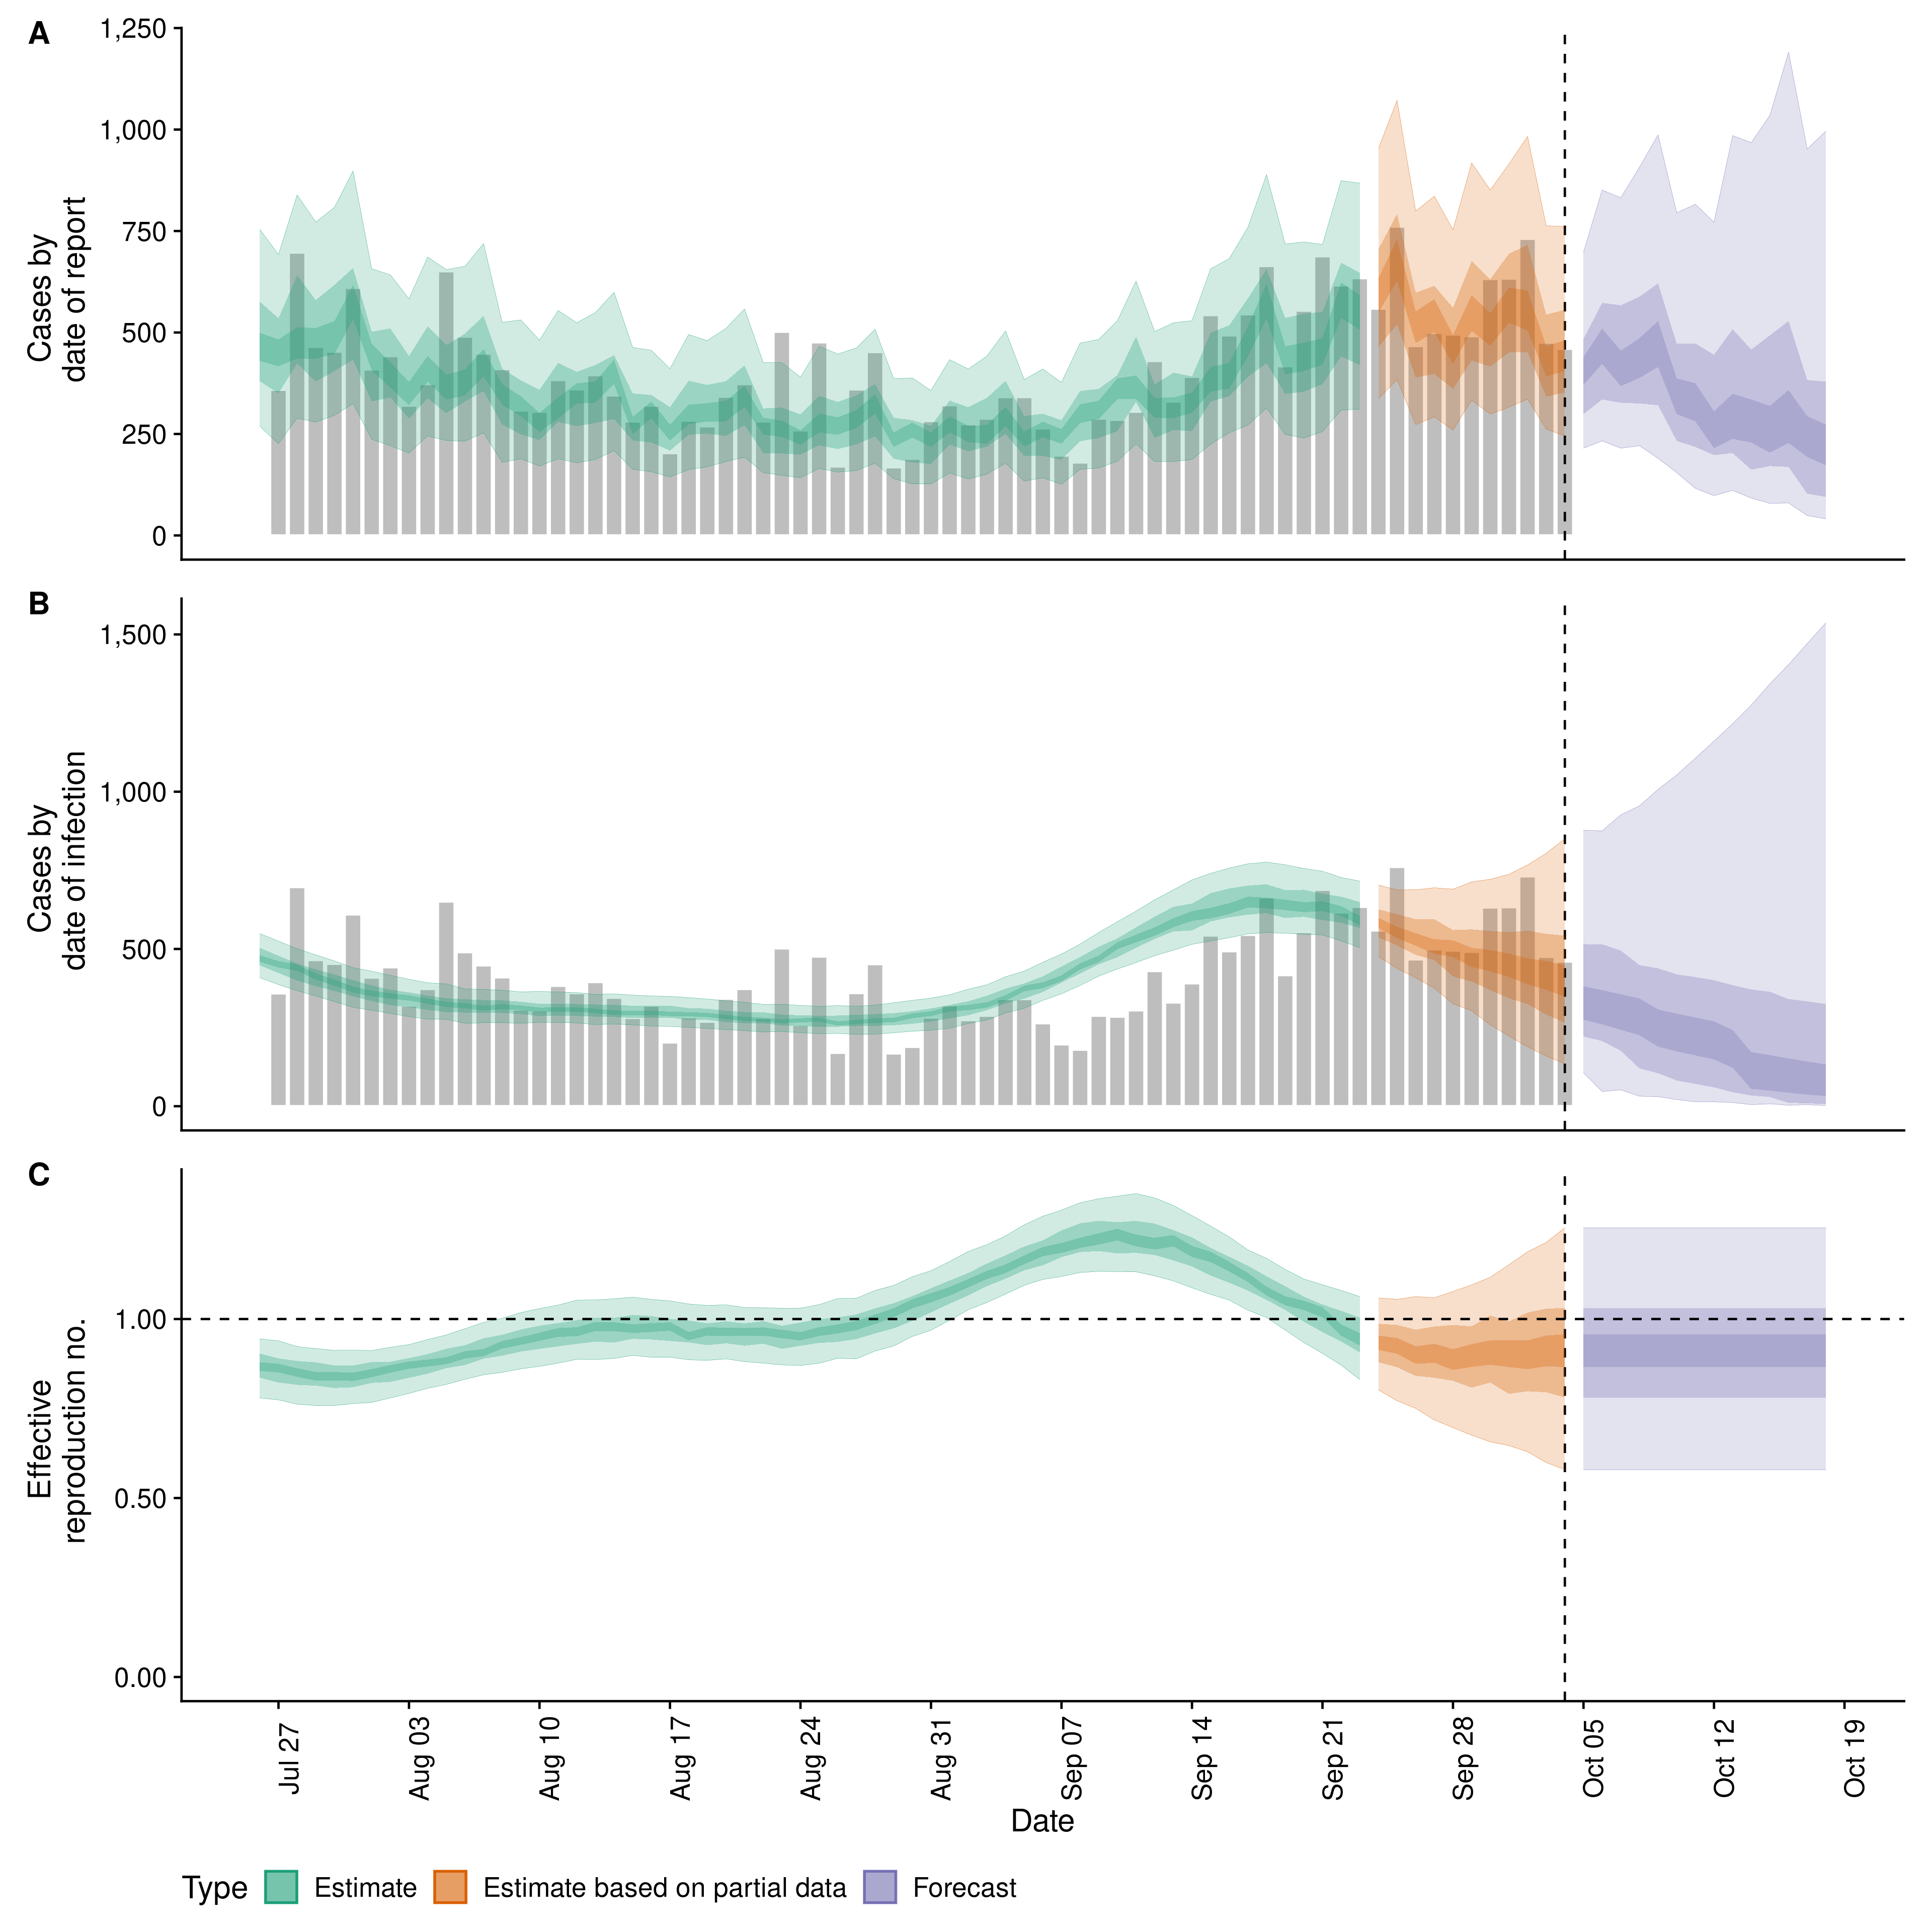 A
1,250
1,000
750
500
250
0
Cases by
date of report
B
1,500
1,000
500
0
Cases by
date of infection
C
1.00
0.50
0.00
Effective
reproduction no.
Jul 27
Aug 03
Aug 10
Aug 17
Aug 24
Aug 31
Sep 07
Sep 14
Sep 21
Sep 28
Oct 05
Oct 12
Oct 19
Date
Type Estimate Estimate based on partial data Forecast